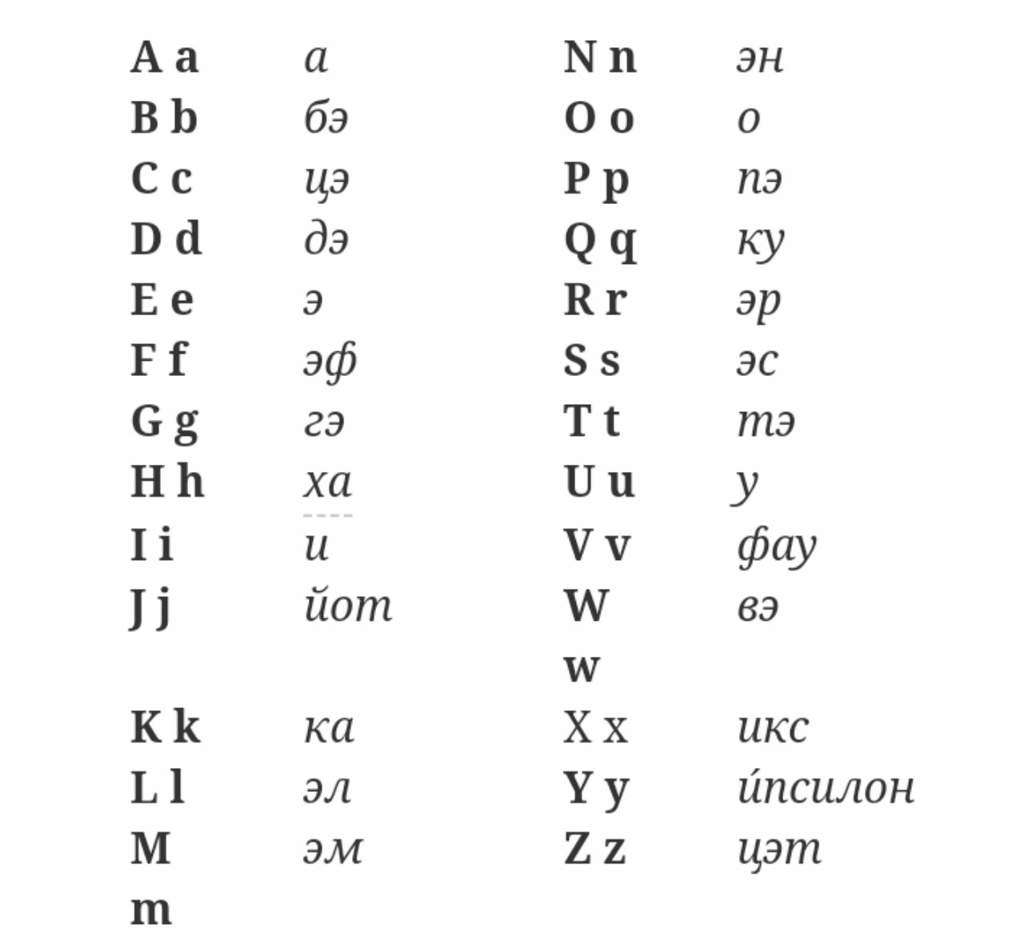 A a а N n эн
B b бэ O o о
C c цэ P p пэ
D d дэ Q q ку
E e э R r эр
F f эф S s эс
G g гэ T t тэ
H h ха U u у
I i и V v фау
J j йот W вэ
w
K k ка X x икс
L l эл Y y и́псилон
M эм Z z цэт
m